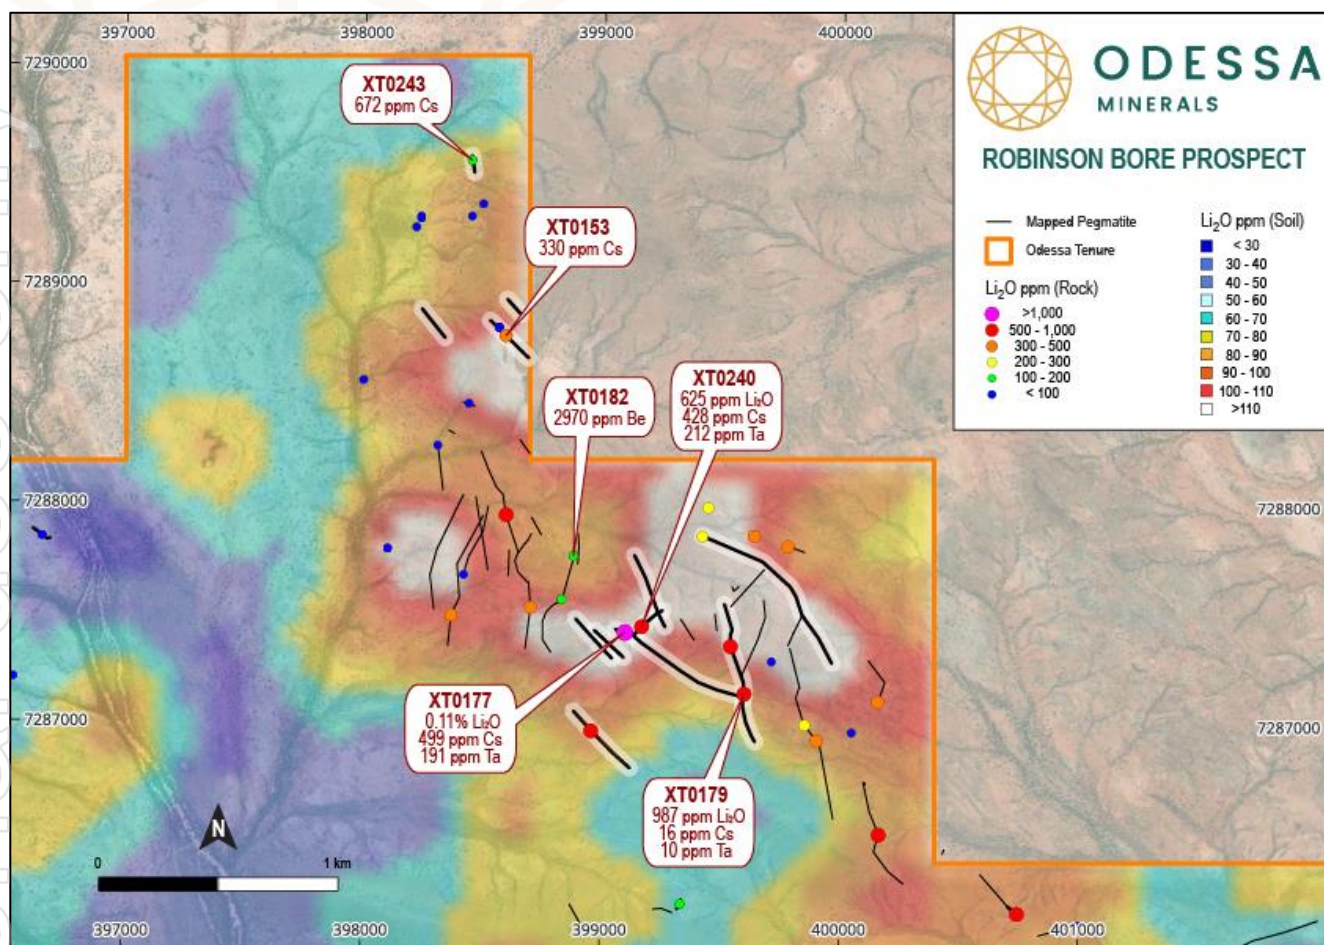 397000
398000
399000
400000
7290000
7289000
7288000
7287000
7288000
7287000
397000
398000
399000
400000
401000
XT0243
672 ppm Cs
XT0153
330 ppm Cs
XT0182
2970 ppm Be
XT0240
625 ppm Li₂O
428 ppm Cs
212 ppm Ta
XT0177
0.11% Li₂O
499 ppm Cs
191 ppm Ta
XT0179
987 ppm Li₂O
16 ppm Cs
10 ppm Ta
N
0
1 km
ODESSA
MINERALS
ROBINSON BORE PROSPECT
Mapped Pegmatite
Odessa Tenure
Li₂O ppm (Rock)
>1,000
500 - 1,000
300 - 500
200 - 300
100 - 200
< 100
Li₂O ppm (Soil)
< 30
30 - 40
40 - 50
50 - 60
60 - 70
70 - 80
80 - 90
90 - 100
100 - 110
>110